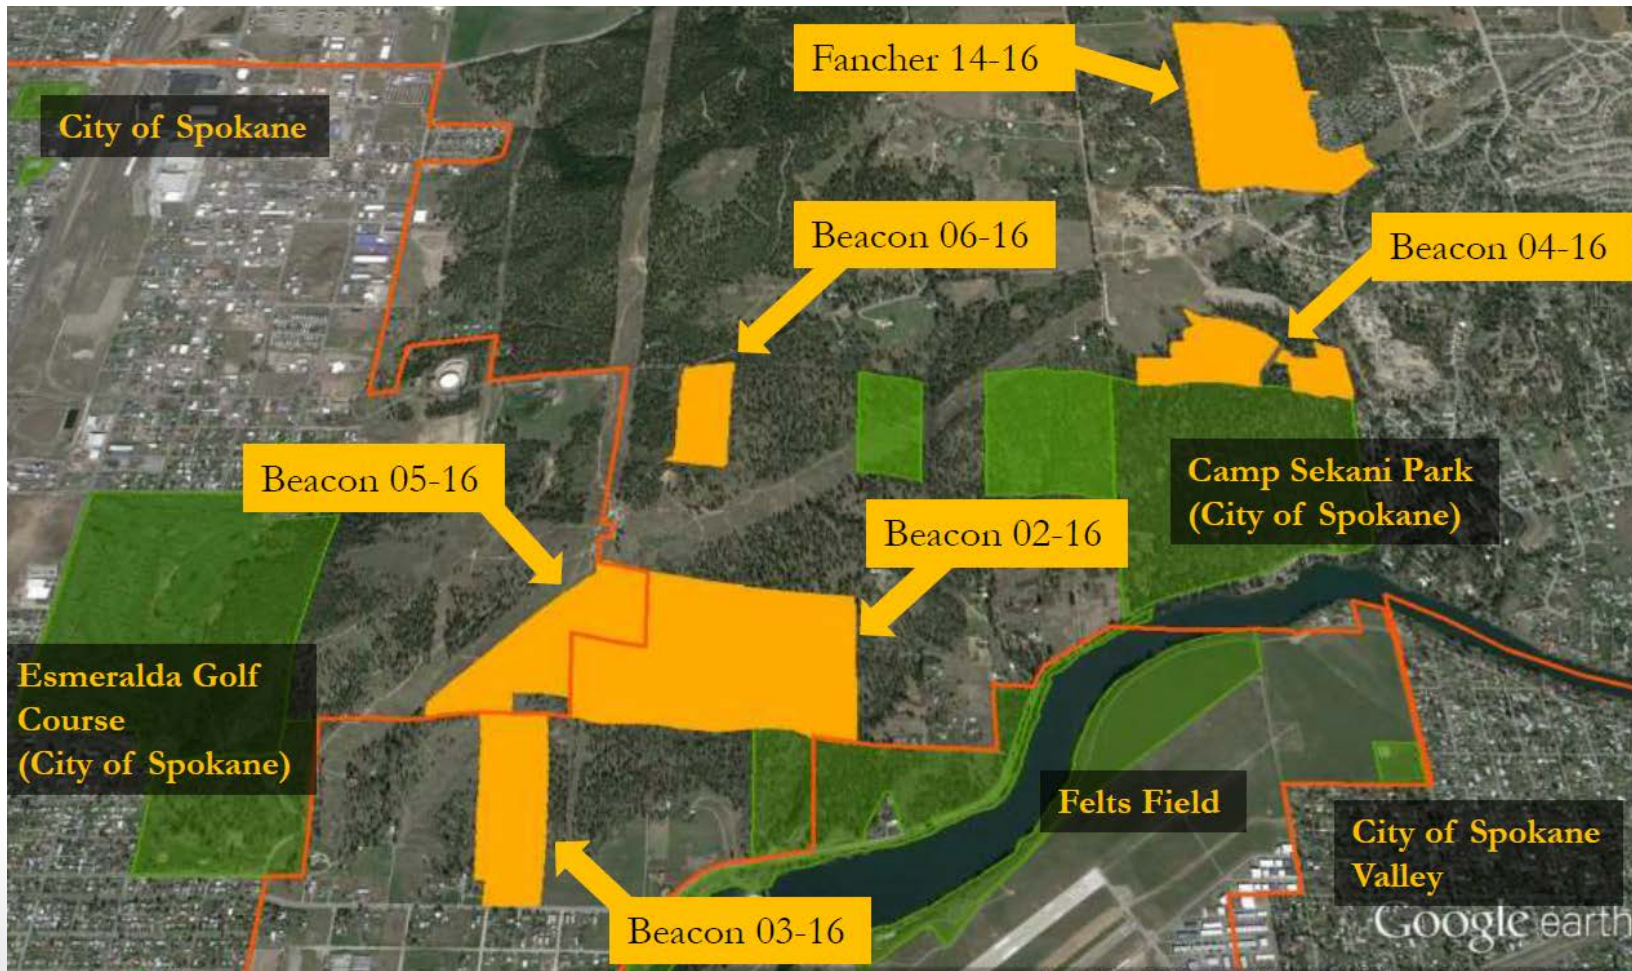 Fancher 14-16
City of Spokane
Beacon 06-16
Beacon 04-16
Beacon 05-16
Camp Sekani Park
(City of Spokane)
Beacon 02-16
Esmeralda Golf
Course
(City of Spokane)
Felts Field
City of Spokane
Valley
Beacon 03-16
Google earth